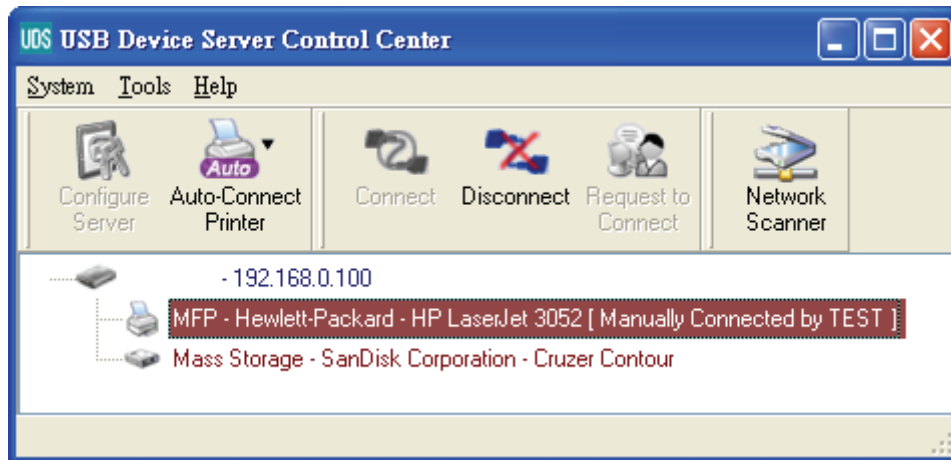 UDS USB Device Server Control Center
System Tools Help
Configure Server
Auto
Auto-Connect Printer
Connect
Disconnect
Request to Connect
Network Scanner
- 192.168.0.100
MFP - Hewlett-Packard - HP LaserJet 3052 [ Manually Connected by TEST ]
Mass Storage - SanDisk Corporation - Cruzer Contour